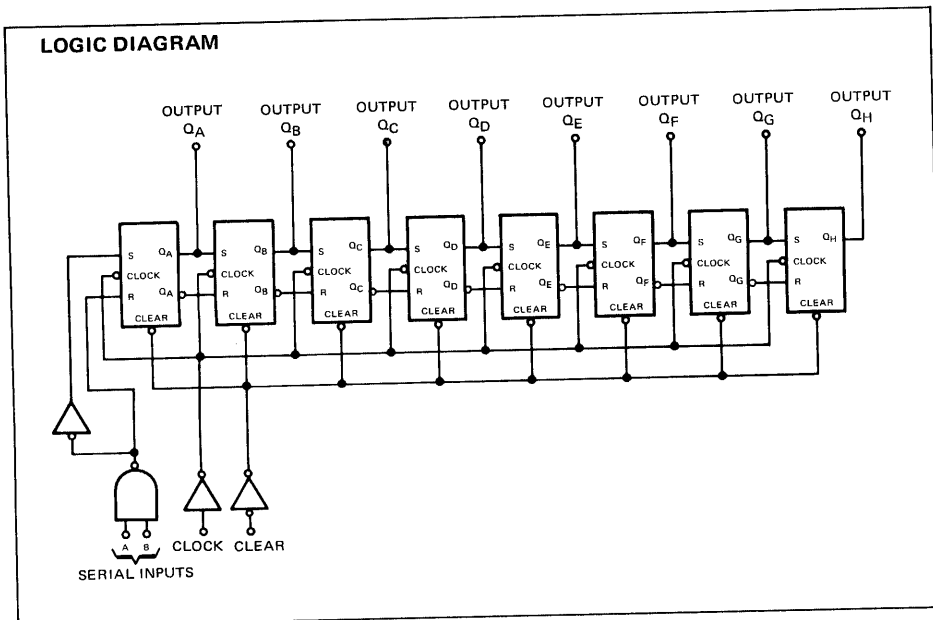 LOGIC DIAGRAM
OUTPUT OUTPUT OUTPUT OUTPUT OUTPUT OUTPUT OUTPUT OUTPUT
QA QB QC QD QE QF QG QH
S QA S QB S QC S QD S QE S QF S QG S QH
CLOCK CLOCK CLOCK CLOCK CLOCK CLOCK CLOCK CLOCK
R QA R QB R QC R QD R QE R QF R QG R
CLEAR CLEAR CLEAR CLEAR CLEAR CLEAR CLEAR CLEAR
A B CLOCK CLEAR
SERIAL INPUTS